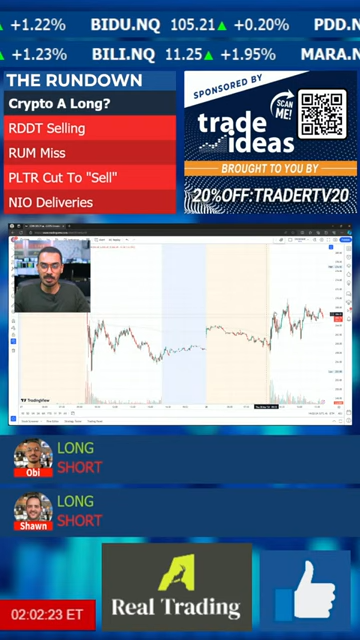 +1.22% BIDU.NQ 105.21 +0.20% PDD.N
+1.23% BILI.NQ 11.25 +1.95% MARA.N
THE RUNDOWN
Crypto A Long?
RDDT Selling
RUM Miss
PLTR Cut To "Sell"
NIO Deliveries
SPONSORED BY
SCAN ME!
trade ideas
BROUGHT TO YOU BY
20%OFF:TRADERTV20
TradingView
LONG
SHORT
Obi
LONG
SHORT
Shawn
02:02:23 ET
Real Trading